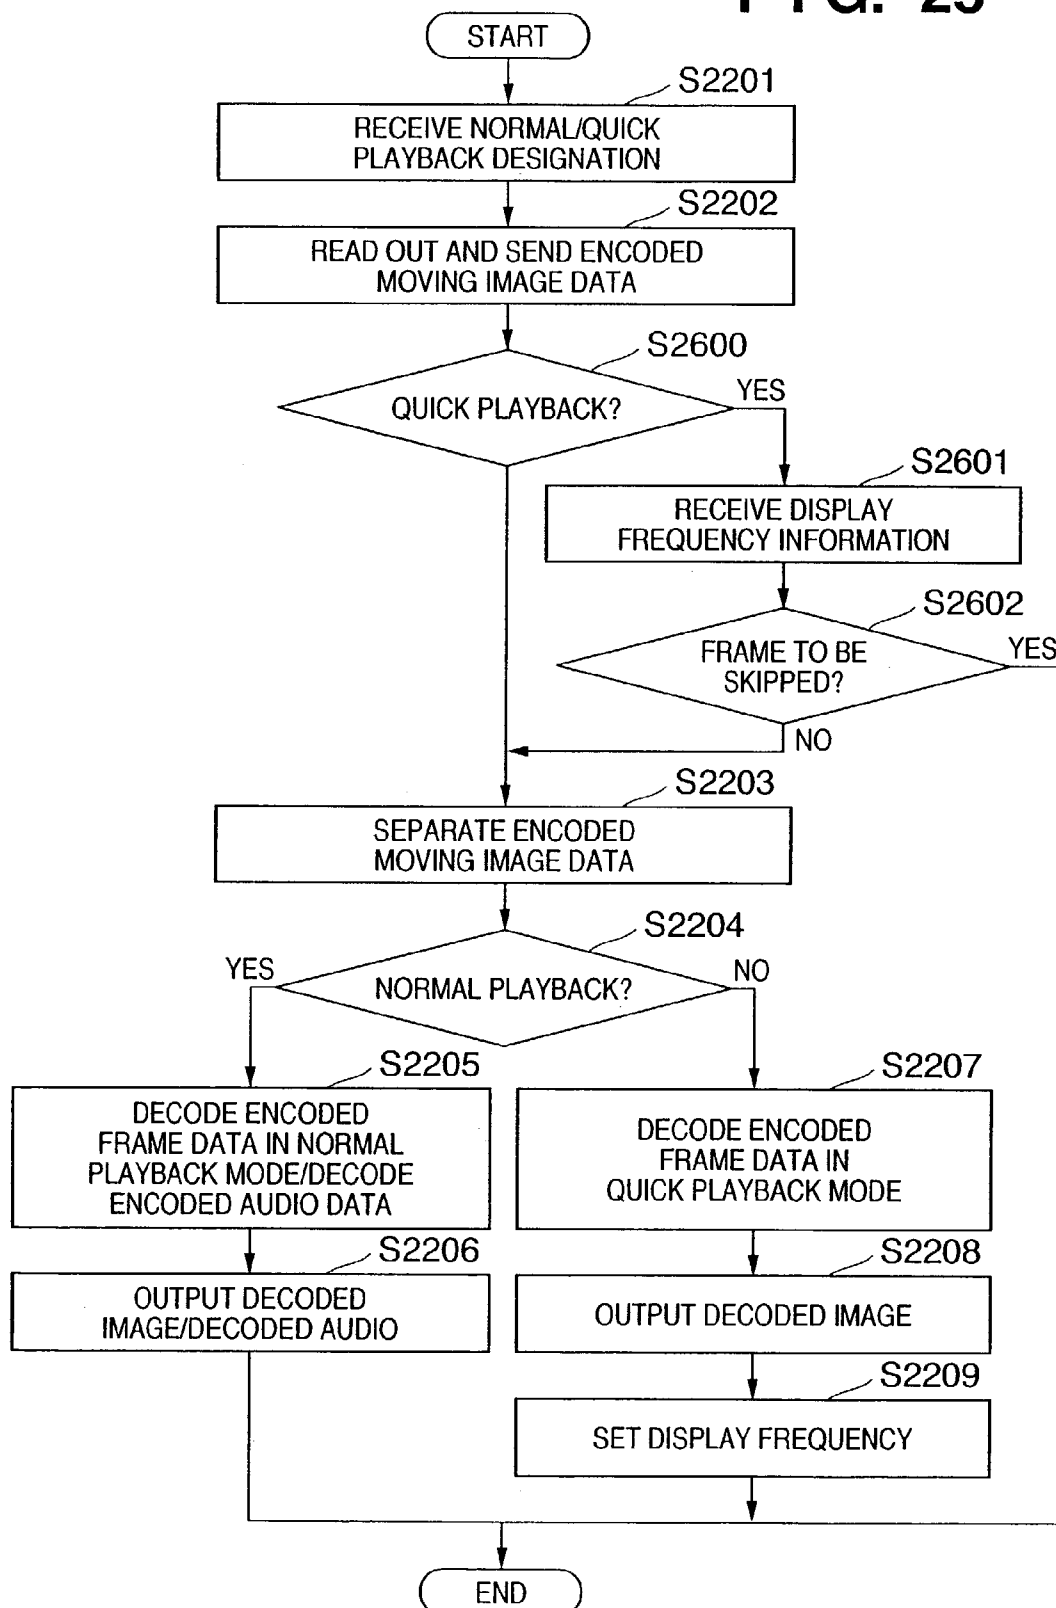 START
S2201
RECEIVE NORMAL/QUICK
PLAYBACK DESIGNATION
S2202
READ OUT AND SEND ENCODED
MOVING IMAGE DATA
S2600
QUICK PLAYBACK?
YES
S2601
RECEIVE DISPLAY
FREQUENCY INFORMATION
S2602
FRAME TO BE
SKIPPED?
YES
NO
S2203
SEPARATE ENCODED
MOVING IMAGE DATA
S2204
YES
NORMAL PLAYBACK?
NO
S2205
DECODE ENCODED
FRAME DATA IN NORMAL
PLAYBACK MODE/DECODE
ENCODED AUDIO DATA
S2207
DECODE ENCODED
FRAME DATA IN
QUICK PLAYBACK MODE
S2206
OUTPUT DECODED
IMAGE/DECODED AUDIO
S2208
OUTPUT DECODED IMAGE
S2209
SET DISPLAY FREQUENCY
END